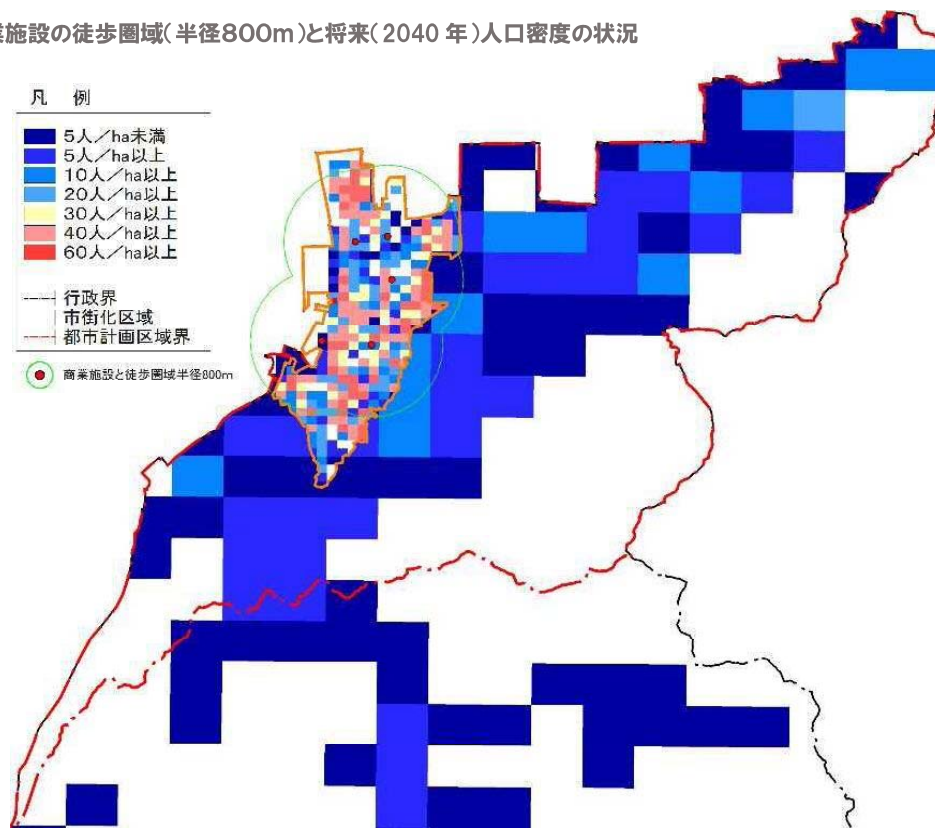 業施設の徒歩圏域(半径800m)と将来(2040年)人口密度の状況
凡 例
5人/ha未満
5人/ha以上
10人/ha以上
20人/ha以上
30人/ha以上
40人/ha以上
60人/ha以上
行政界
市街化区域
都市計画区域界
商業施設と徒歩圏域半径800m